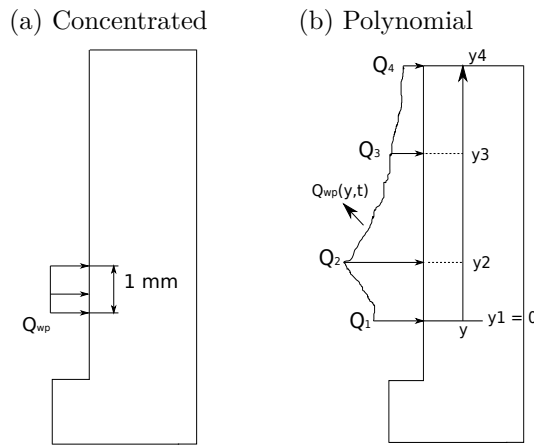 (a) Concentrated
1 mm
Qwp
(b) Polynomial
Q4
y4
Q3
y3
Qwp(y,t)
Q2
y2
Q1
y1 = 0
y